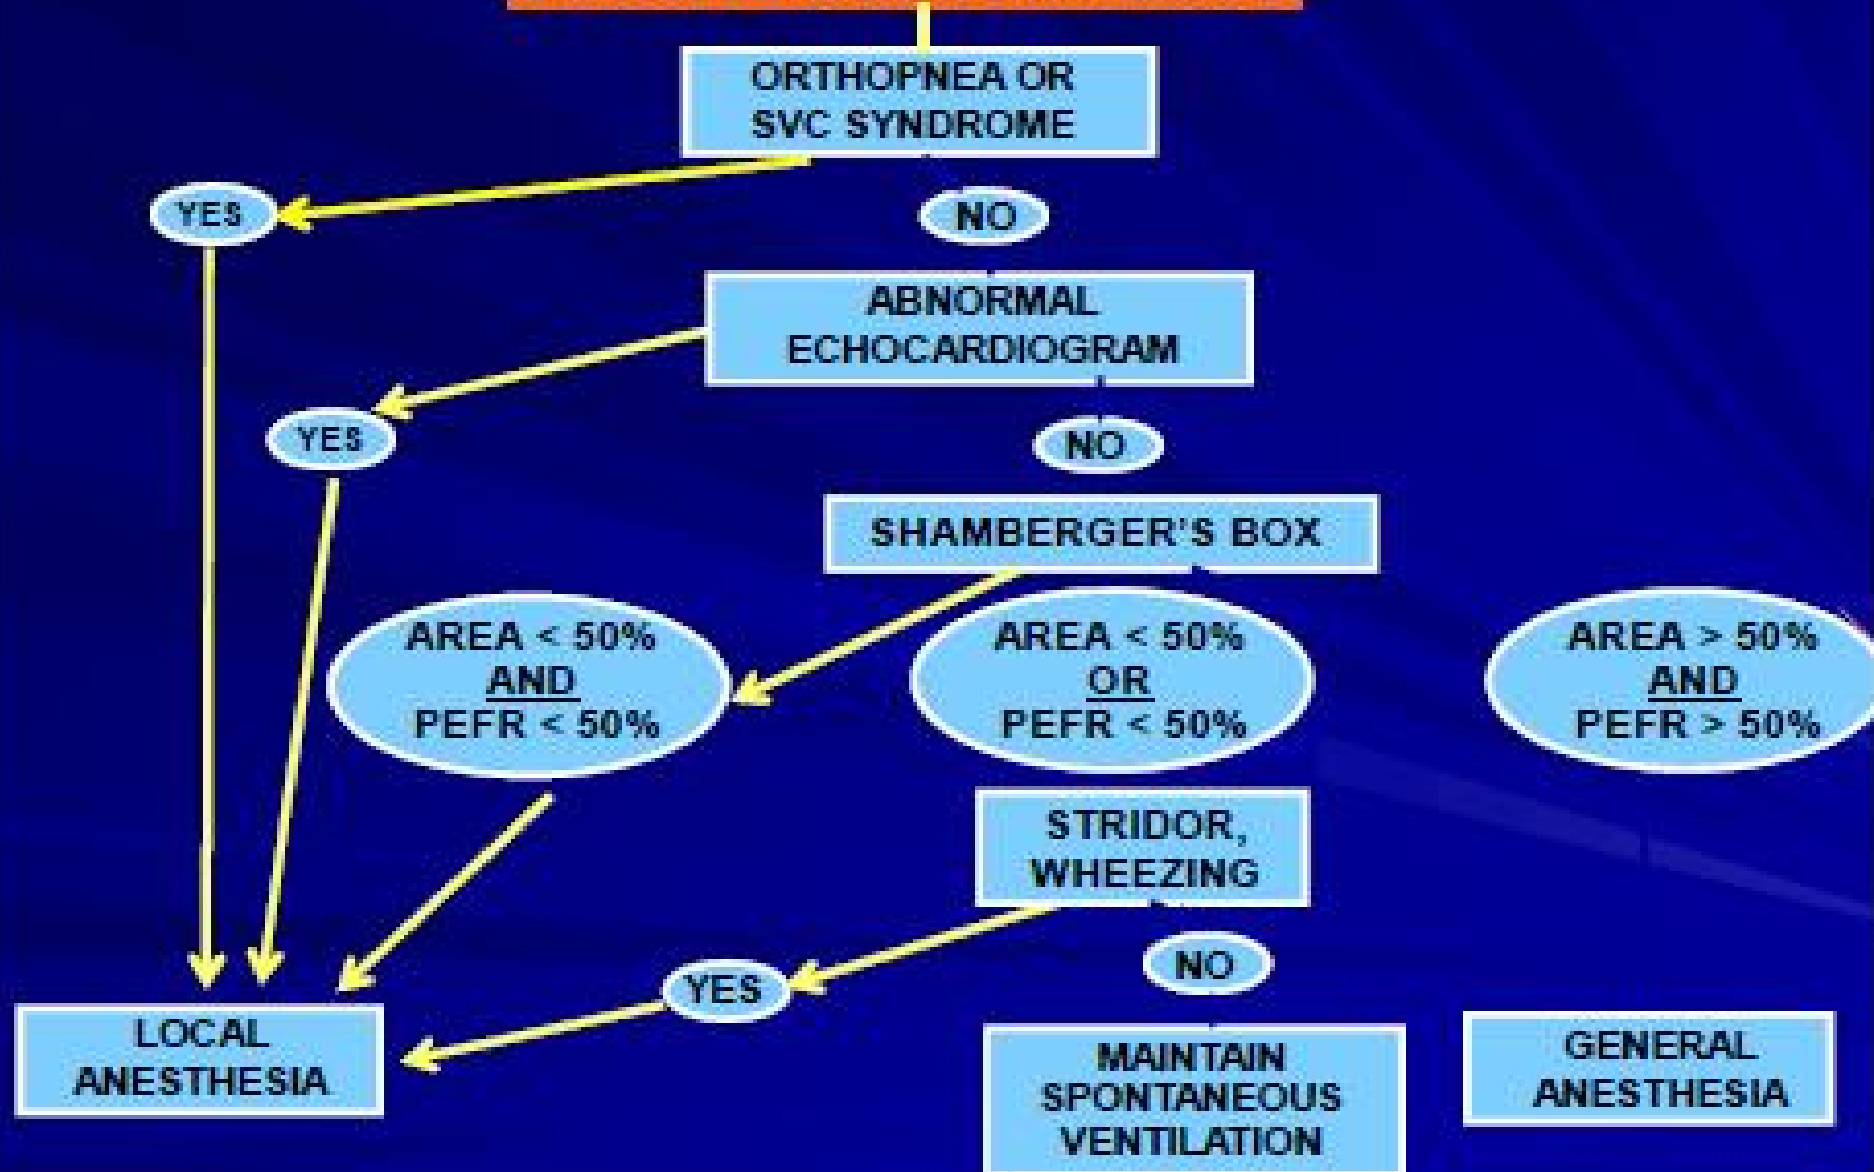 ORTHOPNEA OR
SVC SYNDROME
YES
NO
ABNORMAL
ECHOCARDIOGRAM
YES
NO
SHAMBERGER'S BOX
AREA < 50%
AND
PEFR < 50%
AREA < 50%
OR
PEFR < 50%
AREA > 50%
AND
PEFR > 50%
STRIDOR,
WHEEZING
YES
NO
LOCAL
ANESTHESIA
MAINTAIN
SPONTANEOUS
VENTILATION
GENERAL
ANESTHESIA